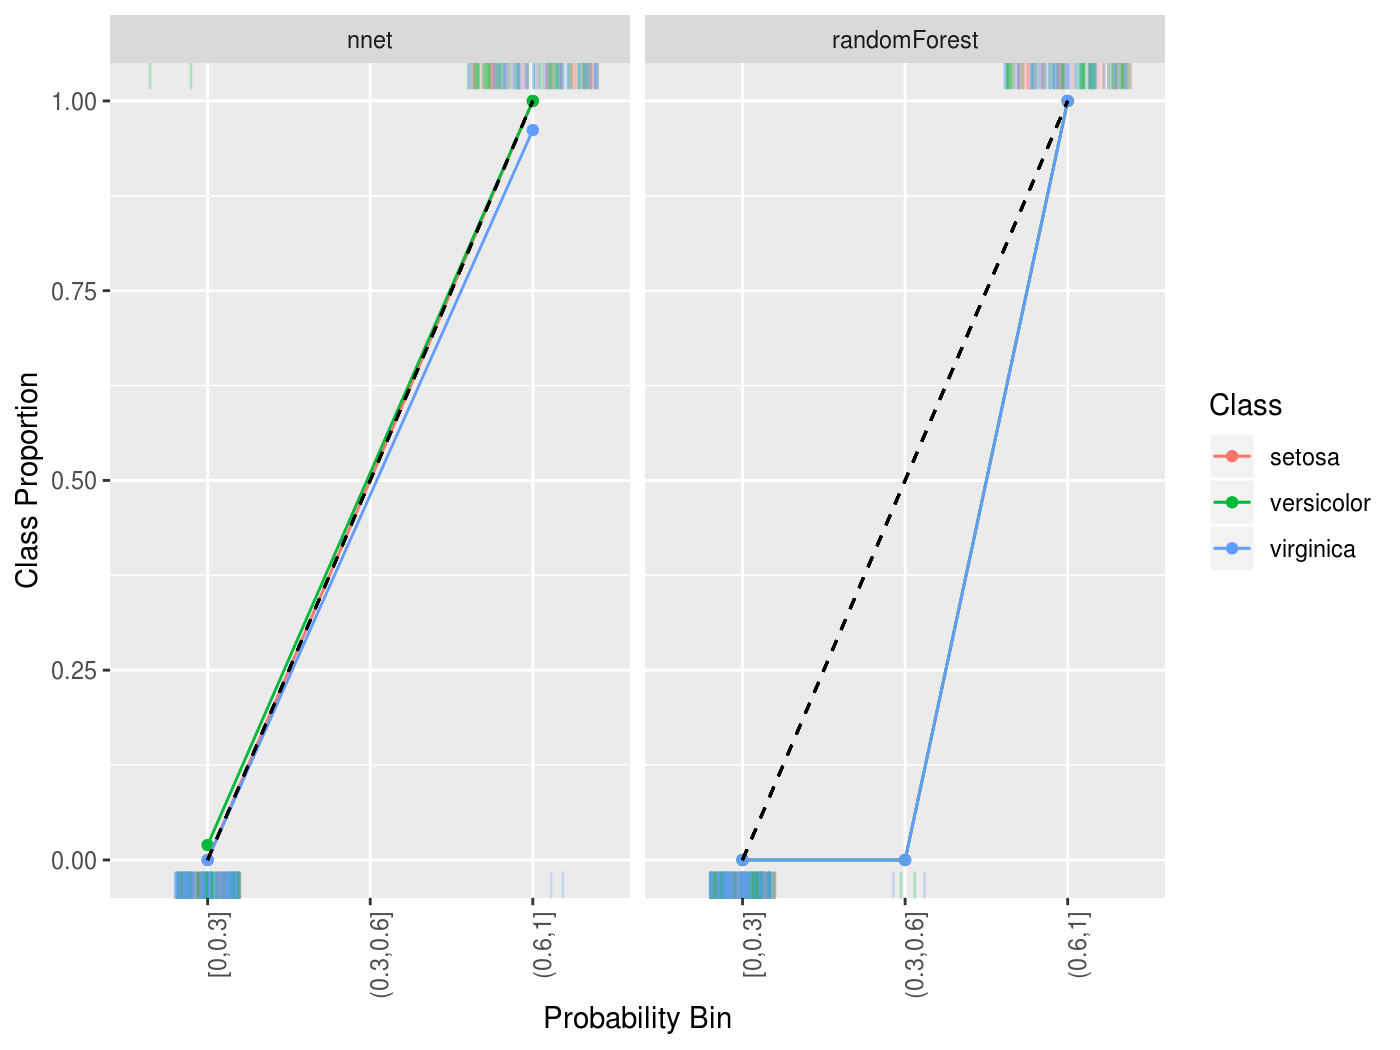 nnet
randomForest
1.00
0.75
0.50
0.25
0.00
Class Proportion
[0,0.3]
(0.3,0.6]
(0.6,1]
[0,0.3]
(0.3,0.6]
(0.6,1]
Probability Bin
Class
setosa
versicolor
virginica